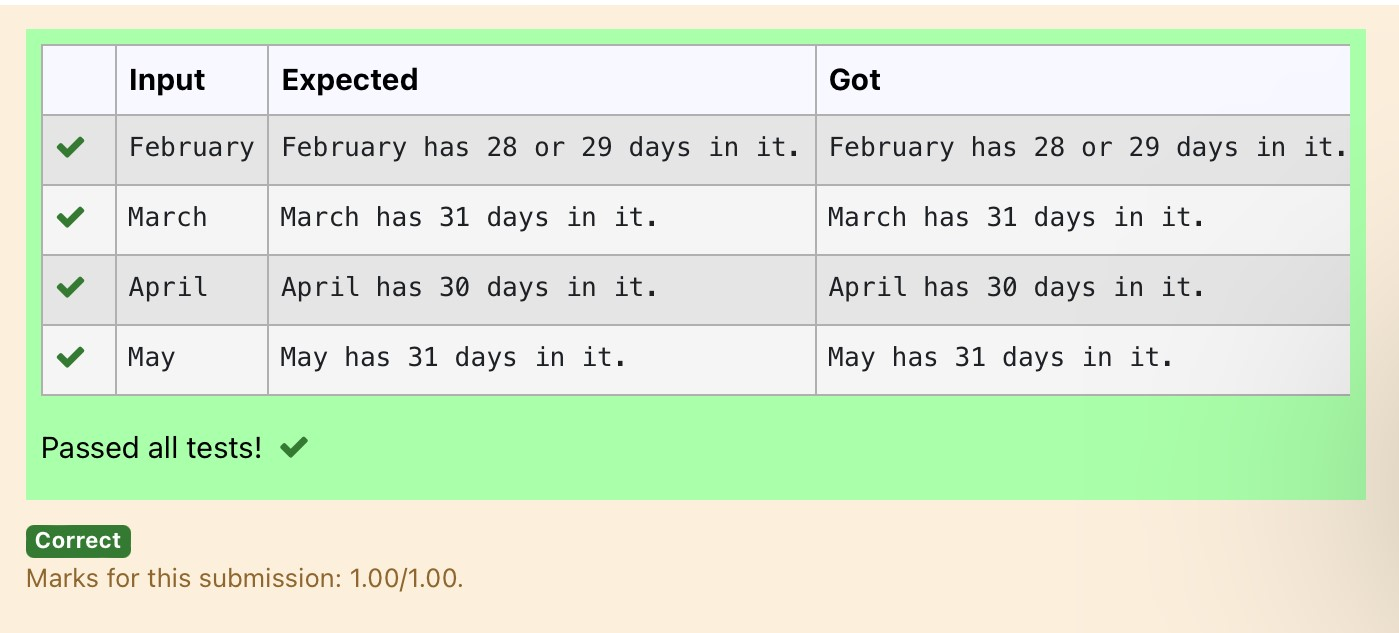 Input Expected Got
February February has 28 or 29 days in it. February has 28 or 29 days in it.
March March has 31 days in it. March has 31 days in it.
April April has 30 days in it. April has 30 days in it.
May May has 31 days in it. May has 31 days in it.
Passed all tests!
Correct
Marks for this submission: 1.00/1.00.